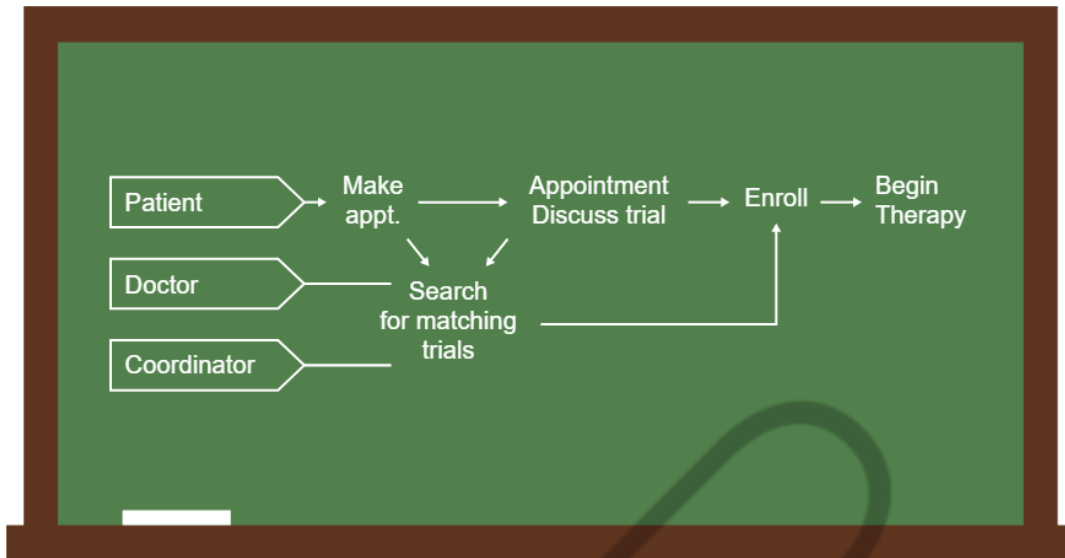 Patient
Make
appt.
Appointment
Discuss trial
Enroll
Begin
Therapy
Doctor
Search
for matching
trials
Coordinator